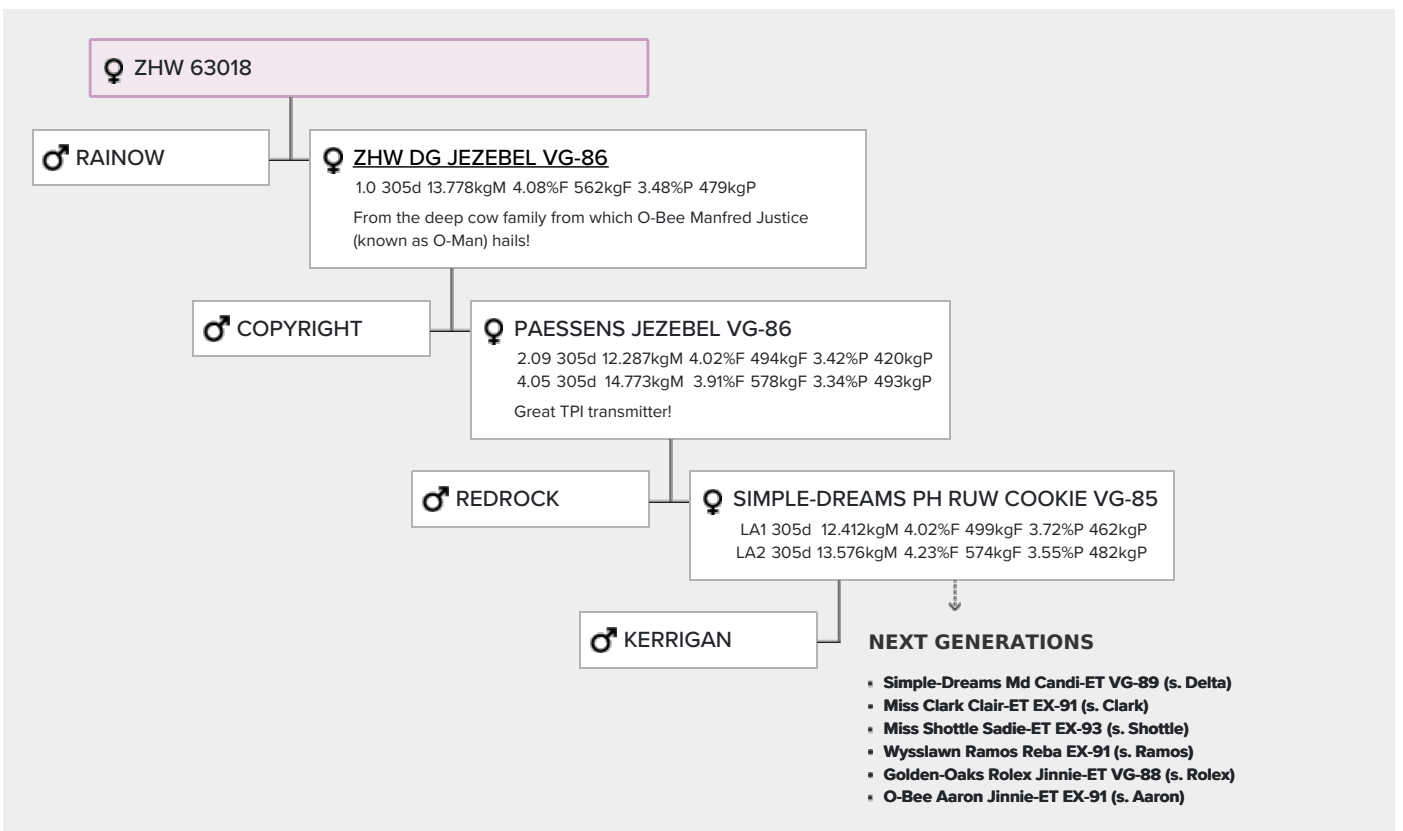 ZHW 63018
RAINOW
ZHW DG JEZEBEL VG-86
1.0 305d 13.778kgM 4.08%F 562kgF 3.48%P 479kgP
From the deep cow family from which O-Bee Manfred Justice
(known as O-Man) hails!
COPYRIGHT
PAESSENS JEZEBEL VG-86
2.09 305d 12.287kgM 4.02%F 494kgF 3.42%P 420kgP
4.05 305d 14.773kgM 3.91%F 578kgF 3.34%P 493kgP
Great TPI transmitter!
REDROCK
SIMPLE-DREAMS PH RUW COOKIE VG-85
LA1 305d 12.412kgM 4.02%F 499kgF 3.72%P 462kgP
LA2 305d 13.576kgM 4.23%F 574kgF 3.55%P 482kgP
KERRIGAN
NEXT GENERATIONS
Simple-Dreams Md Candi-ET VG-89 (s. Delta)
Miss Clark Clair-ET EX-91 (s. Clark)
Miss Shottle Sadie-ET EX-93 (s. Shottle)
Wysslawn Ramos Reba EX-91 (s. Ramos)
Golden-Oaks Rolex Jinnie-ET VG-88 (s. Rolex)
O-Bee Aaron Jinnie-ET EX-91 (s. Aaron)